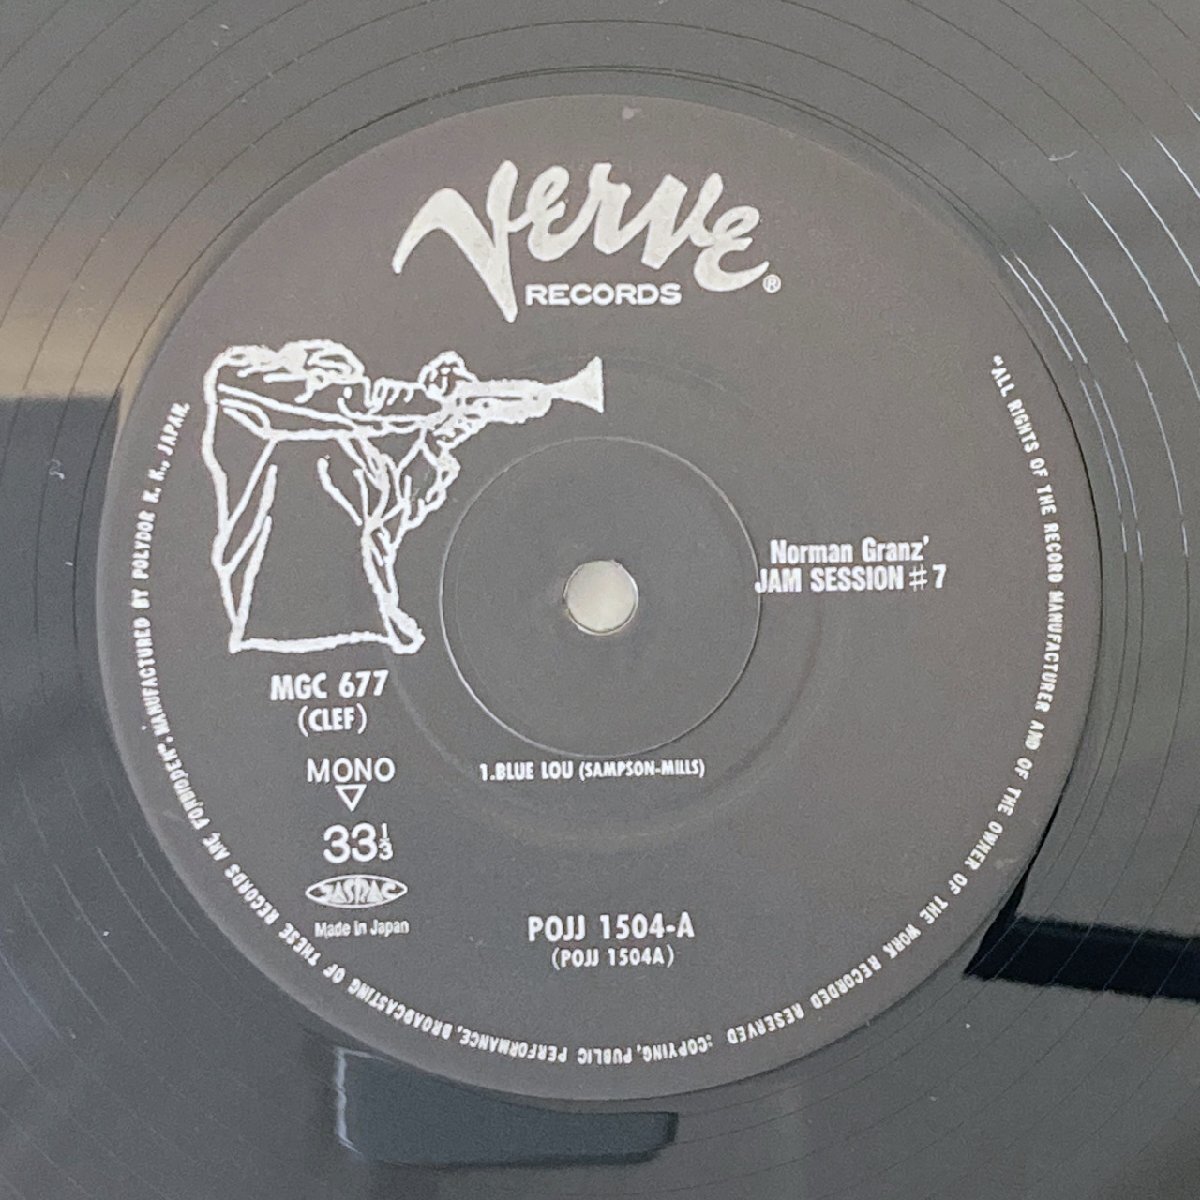 Verve
RECORDS ®
Norman Granz'
JAM SESSION #7
MGC 677
(CLEF)
MONO
33 1/3
JASRAC
Made in Japan
1.BLUE LOU (SAMPSON-MILLS)
POJJ 1504-A
(POJJ 1504A)
"ALL RIGHTS OF THE RECORD MANUFACTURER AND OF THE OWNER OF THE WORK RECORDED RESERVED :COPYING, PUBLIC PERFORMANCE, BROADCASTING OF THESE RECORDS ARE FORBIDDEN". MANUFACTURED BY POLYDOR K. K., JAPAN.